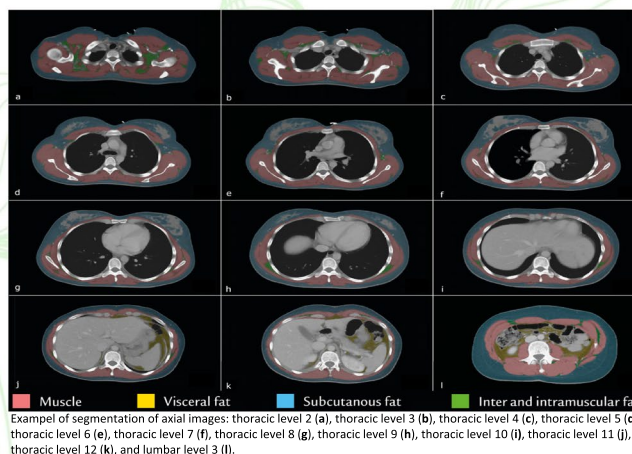 a
b
c
d
e
f
g
h
i
j
k
l
Muscle Visceral fat Subcutanous fat Inter and intramuscular fa
Exampel of segmentation of axial images: thoracic level 2 (a), thoracic level 3 (b), thoracic level 4 (c), thoracic level 5 (d
thoracic level 6 (e), thoracic level 7 (f), thoracic level 8 (g), thoracic level 9 (h), thoracic level 10 (i), thoracic level 11 (j),
thoracic level 12 (k), and lumbar level 3 (l).